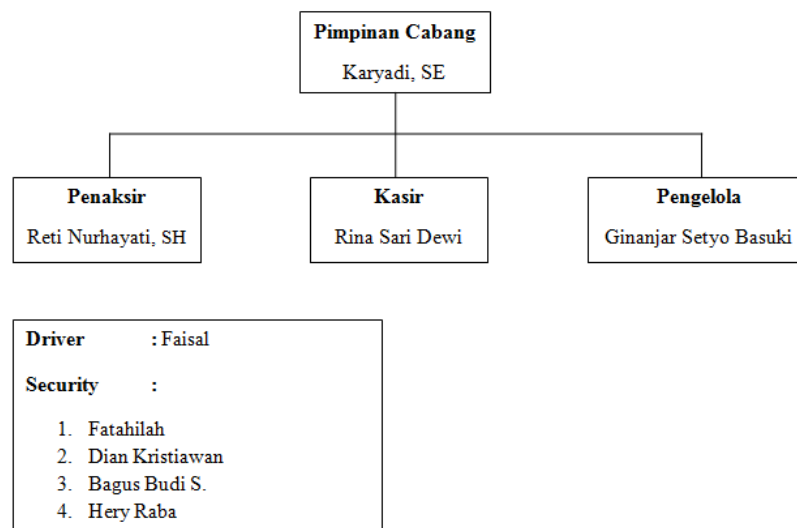 Pimpinan Cabang
Karyadi, SE
Penaksir
Reti Nurhayati, SH
Kasir
Rina Sari Dewi
Pengelola
Ginanjar Setyo Basuki
Driver : Faisal
Security :
1. Fatahilah
2. Dian Kristiawan
3. Bagus Budi S.
4. Hery Raba